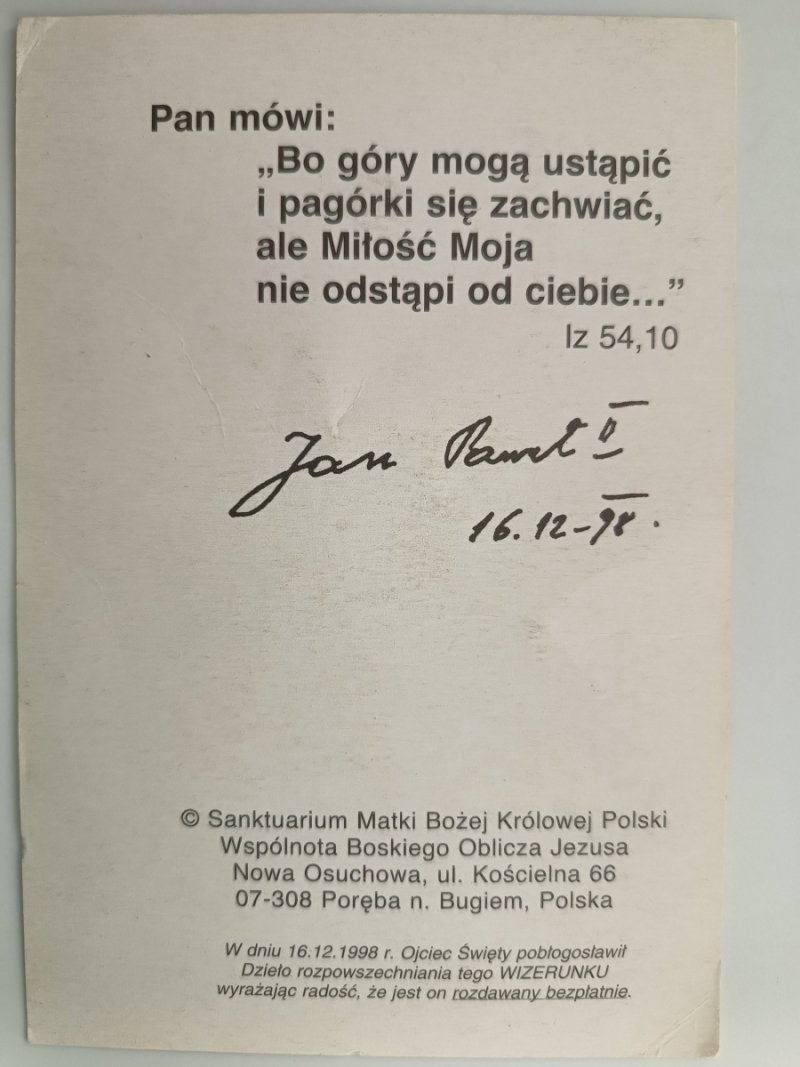 Pan mówi:
„Bo góry mogą ustąpić
i pagórki się zachwiać,
ale Miłość Moja
nie odstąpi od ciebie...”
Iz 54,10
Jan Paweł II
16.12-98.
© Sanktuarium Matki Bożej Królowej Polski
Wspólnota Boskiego Oblicza Jezusa
Nowa Osuchowa, ul. Kościelna 66
07-308 Poręba n. Bugiem, Polska
W dniu 16.12.1998 r. Ojciec Święty pobłogosławił
Dzieło rozpowszechniania tego WIZERUNKU
wyrażając radość, że jest on rozdawany bezpłatnie.